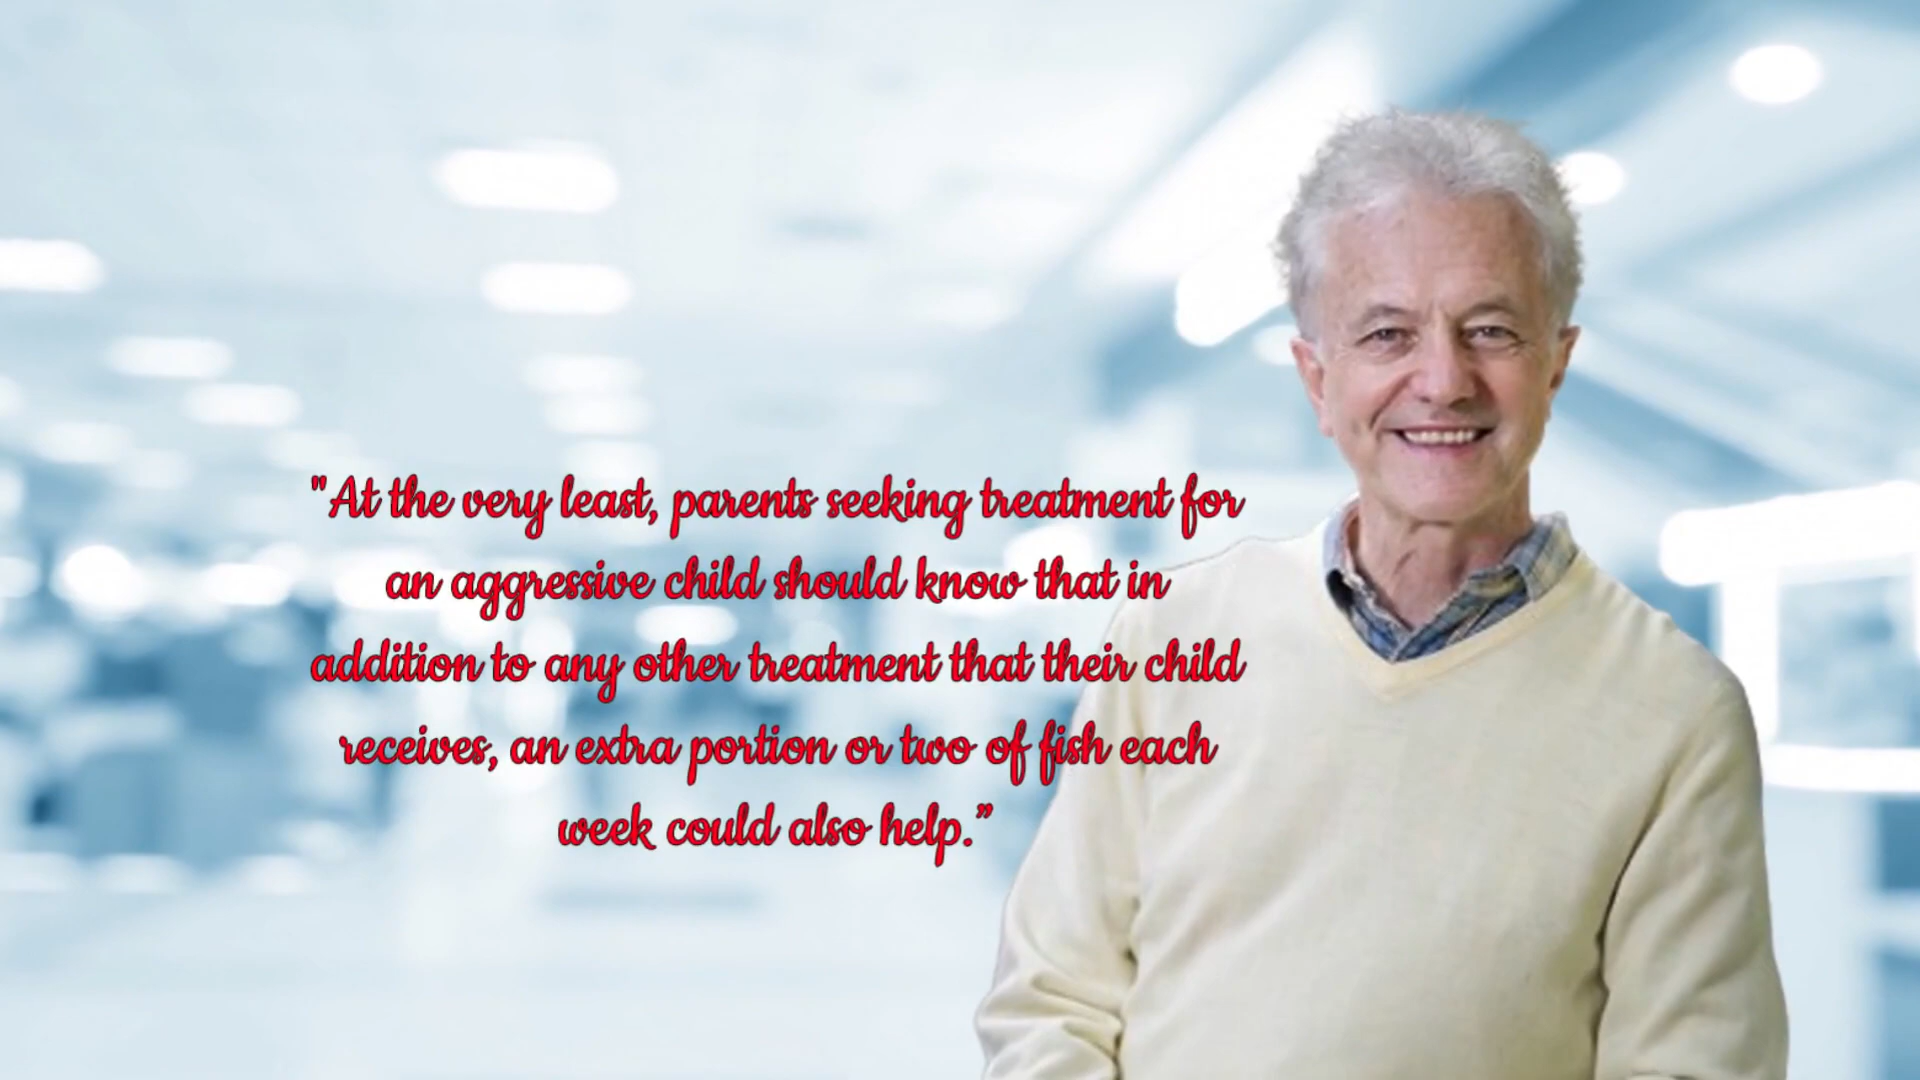 "At the very least, parents seeking treatment for
an aggressive child should know that in
addition to any other treatment that their child
receives, an extra portion or two of fish each
week could also help.”